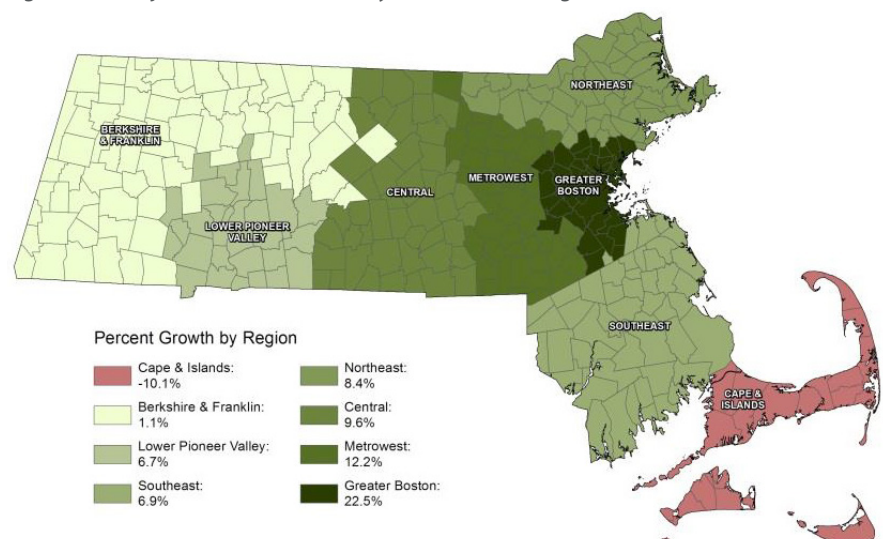 NORTHEAST
BERKSHIRE
& FRANKLIN
METROWEST
GREATER
BOSTON
CENTRAL
LOWER PIONEER
VALLEY
SOUTHEAST
CAPE &
ISLANDS
Percent Growth by Region
Cape & Islands:
-10.1%
Berkshire & Franklin:
1.1%
Lower Pioneer Valley:
6.7%
Southeast:
6.9%
Northeast:
8.4%
Central:
9.6%
Metrowest:
12.2%
Greater Boston:
22.5%